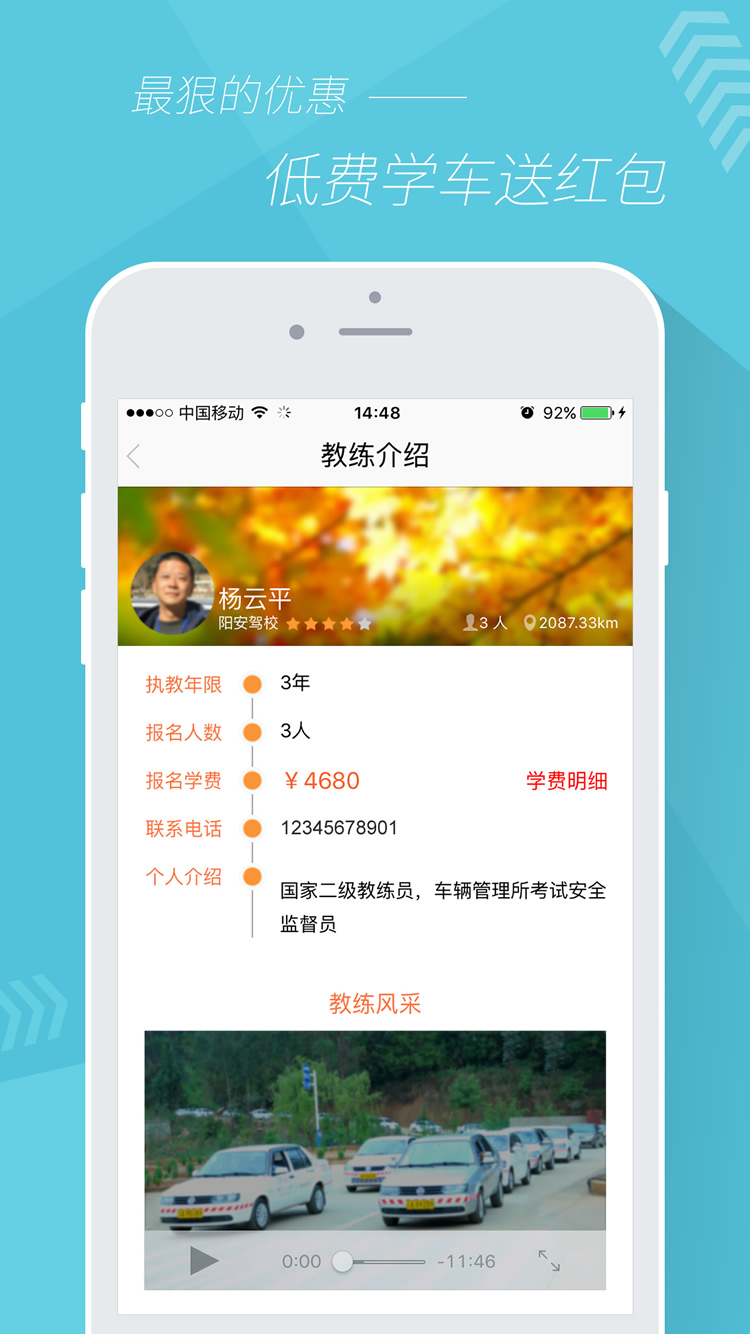 最狠的优惠
低费学车送红包
中国移动 14:48 92%
教练介绍
杨云平
阳安驾校 3 人 2087.33km
执教年限 3年
报名人数 3人
报名学费 ¥4680 学费明细
联系电话 12345678901
个人介绍
国家二级教练员，车辆管理所考试安全
监督员
教练风采
0:00 -11:46